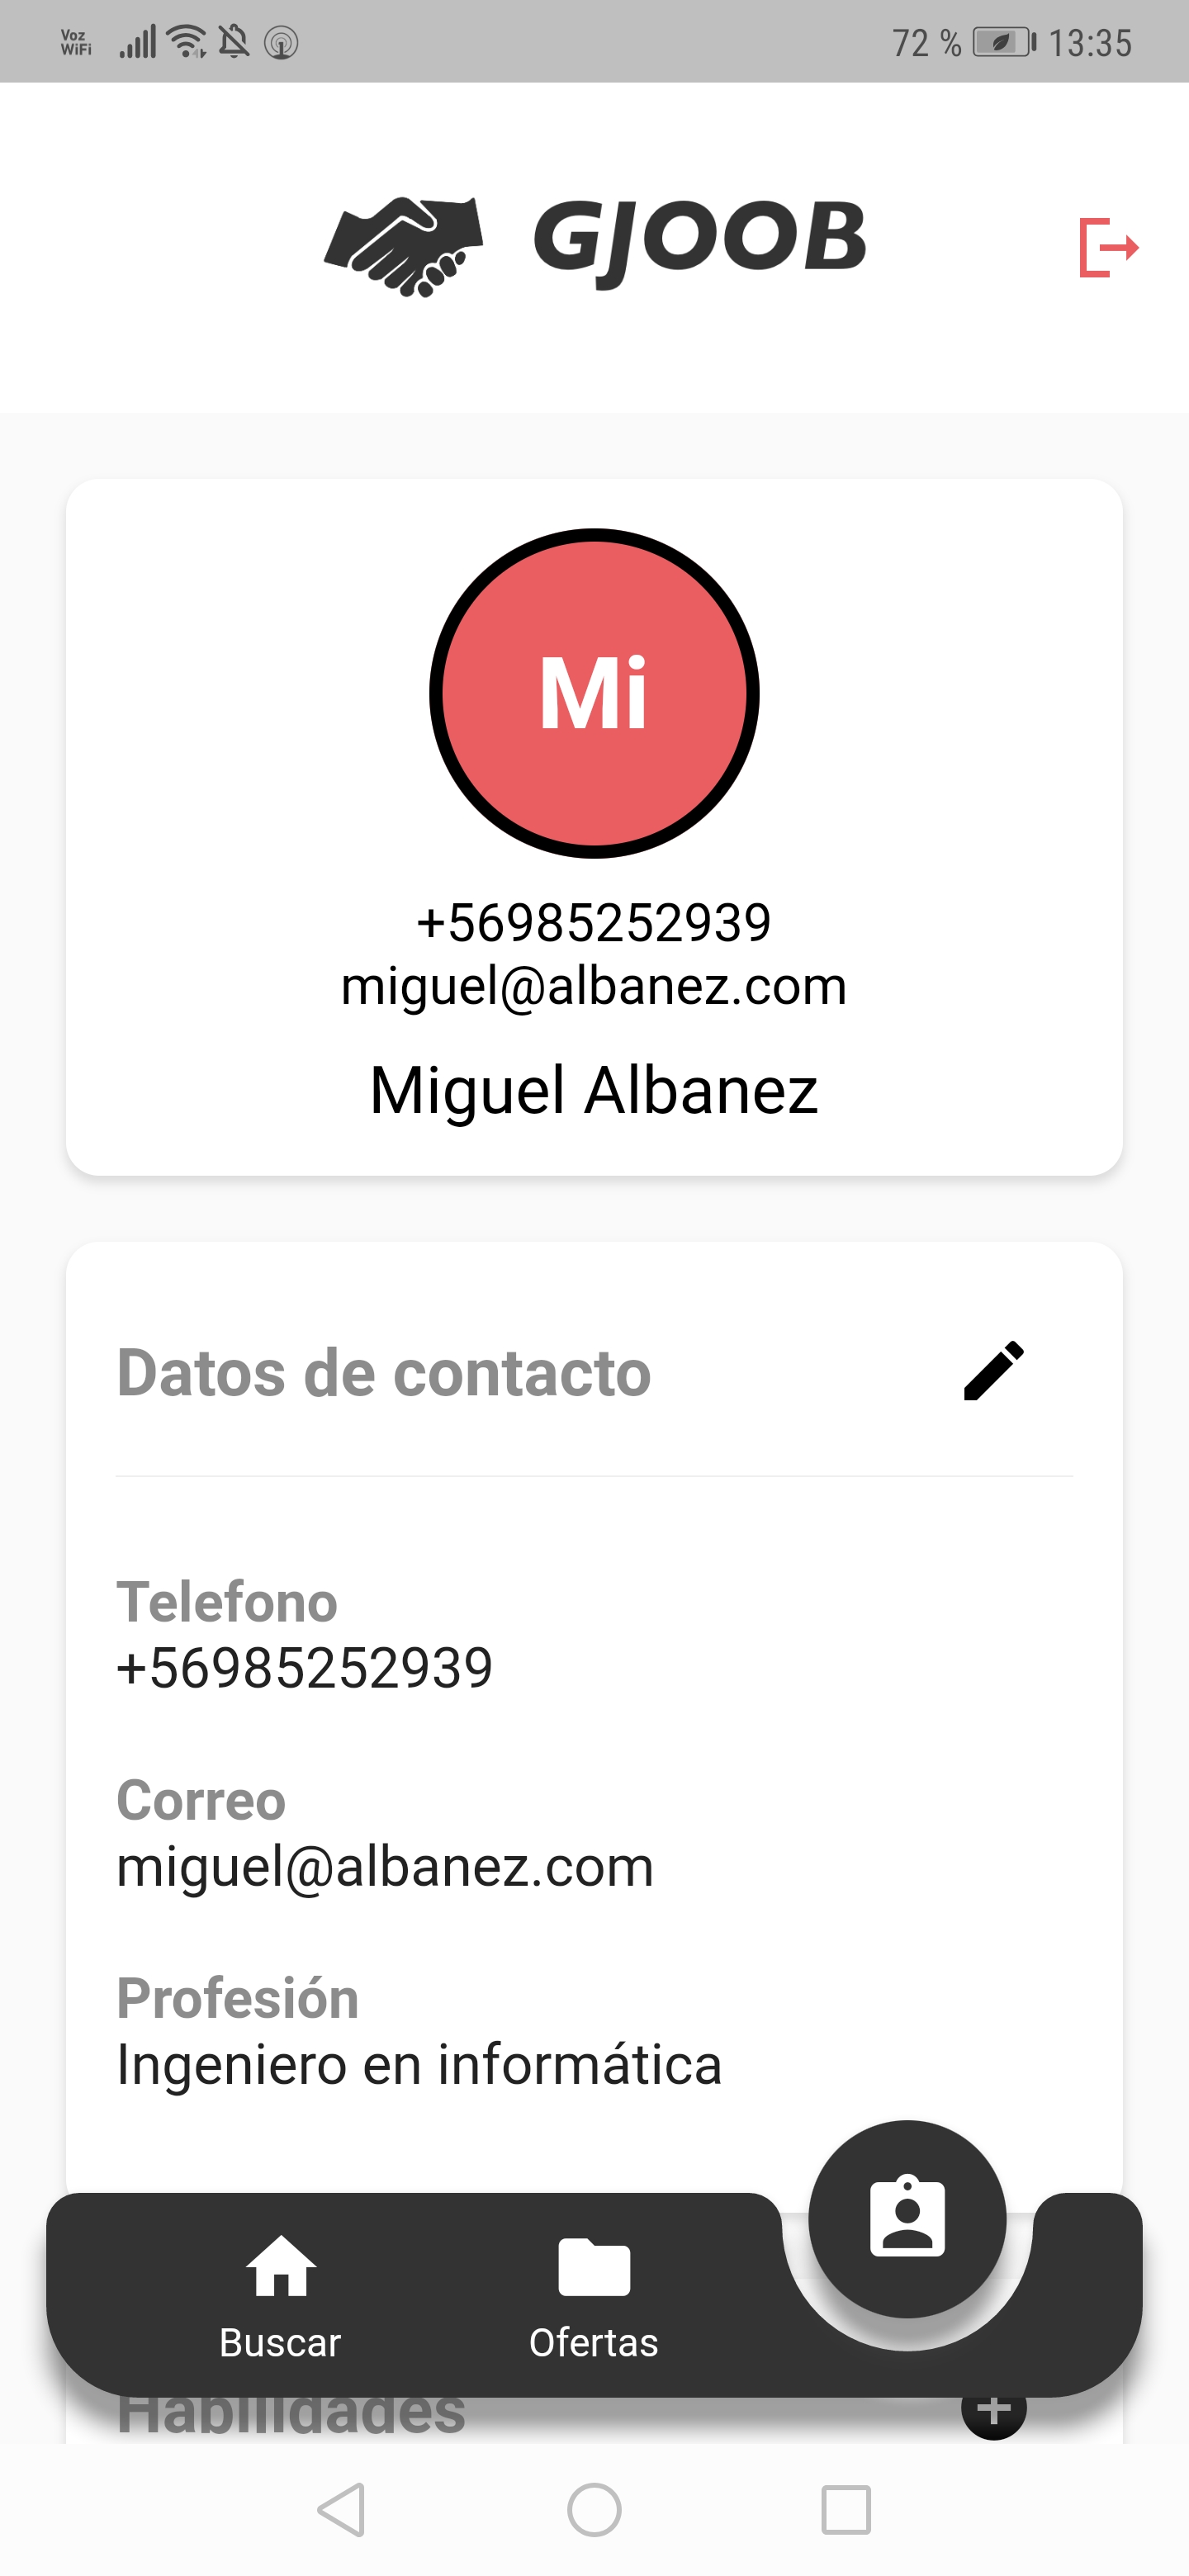 Voz
WiFi
72 %
13:35
GJOOB
Mi
+56985252939
miguel@albanez.com
Miguel Albanez
Datos de contacto
Telefono
+56985252939
Correo
miguel@albanez.com
Profesión
Ingeniero en informática
Buscar
Ofertas
Habilidades